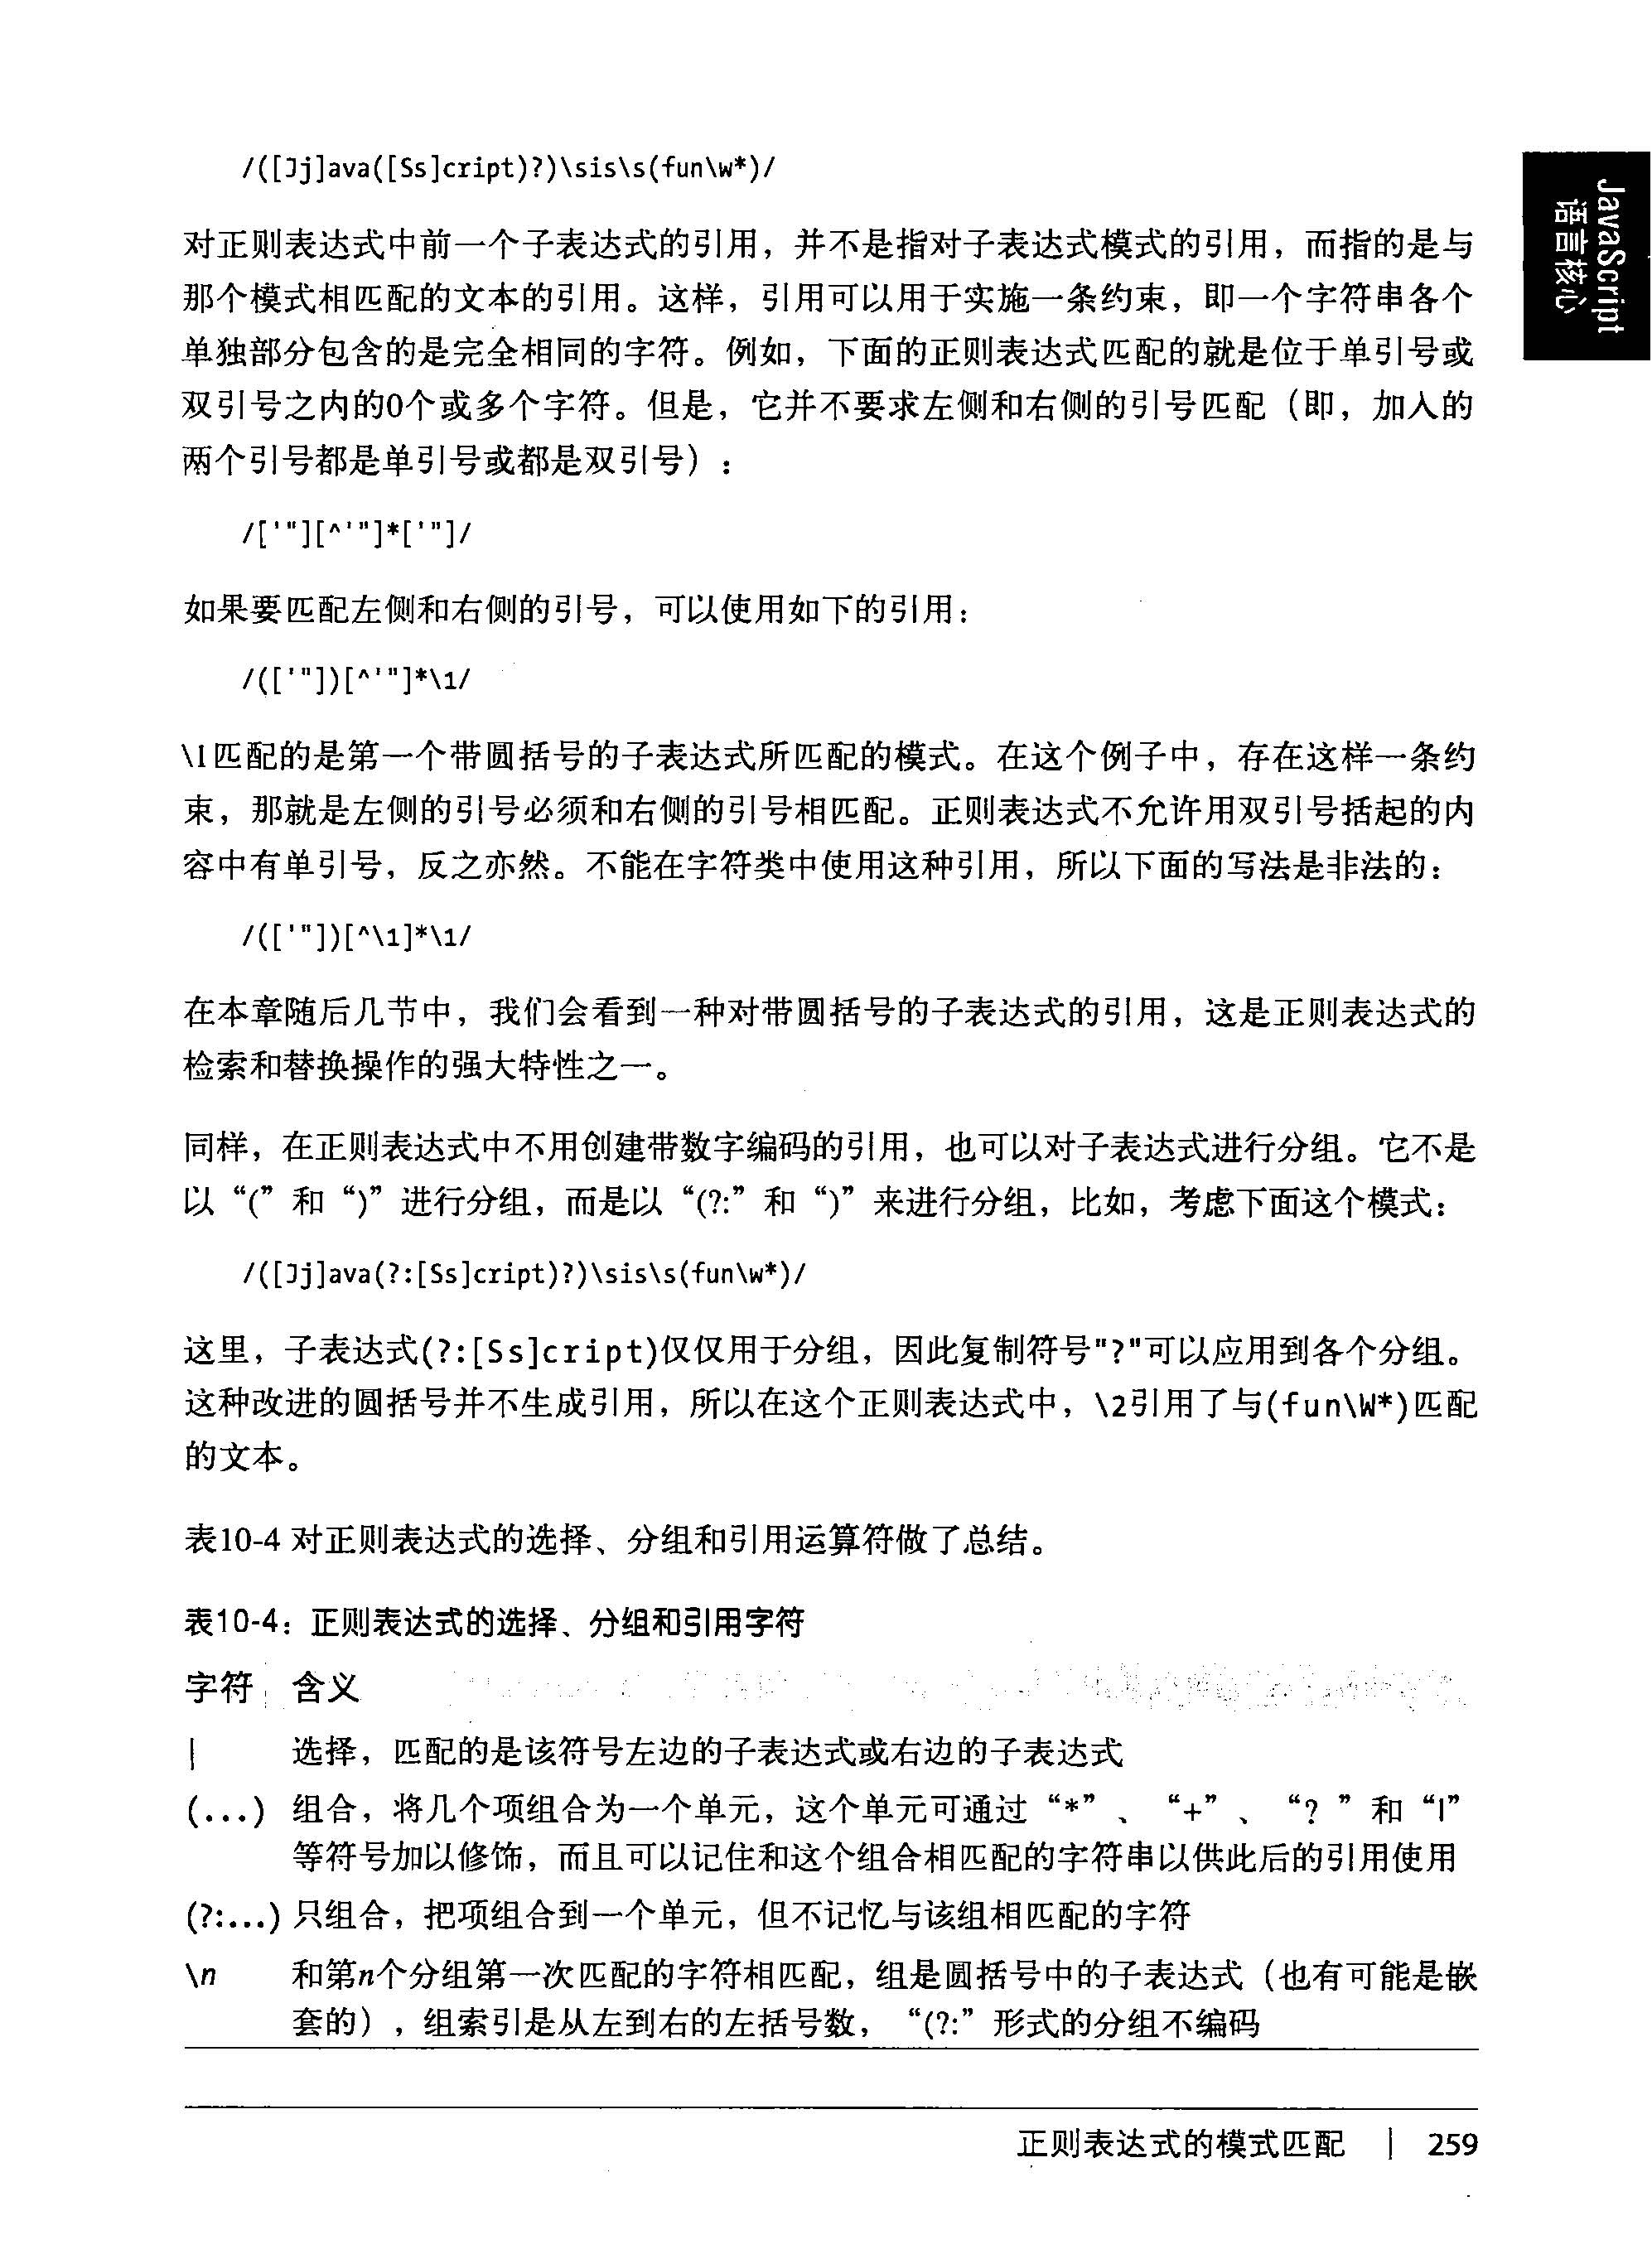 /([Jj]ava([Ss]cript)?)\sis\s(fun\w*)/
JavaScript
语言核心
对正则表达式中前一个子表达式的引用，并不是指对子表达式模式的引用，而指的是与
那个模式相匹配的文本的引用。这样，引用可以用于实施一条约束，即一个字符串各个
单独部分包含的是完全相同的字符。例如，下面的正则表达式匹配的就是位于单引号或
双引号之内的0个或多个字符。但是，它并不要求左侧和右侧的引号匹配（即，加入的
两个引号都是单引号或都是双引号）：
/['"][^'"]*['"]/
如果要匹配左侧和右侧的引号，可以使用如下的引用：
/(['"])[^'"]*\1/
\1匹配的是第一个带圆括号的子表达式所匹配的模式。在这个例子中，存在这样一条约
束，那就是左侧的引号必须和右侧的引号相匹配。正则表达式不允许用双引号括起的内
容中有单引号，反之亦然。不能在字符类中使用这种引用，所以下面的写法是非法的：
/(['"])[^\1]*\1/
在本章随后几节中，我们会看到一种对带圆括号的子表达式的引用，这是正则表达式的
检索和替换操作的强大特性之一。
同样，在正则表达式中不用创建带数字编码的引用，也可以对子表达式进行分组。它不是
以“(”和“)”进行分组，而是以“(?:”和“)”来进行分组，比如，考虑下面这个模式：
/([Jj]ava(?:[Ss]cript)?)\sis\s(fun\w*)/
这里，子表达式(?:[Ss]cript)仅仅用于分组，因此复制符号"?"可以应用到各个分组。
这种改进的圆括号并不生成引用，所以在这个正则表达式中，\2引用了与(fun\W*)匹配
的文本。
表10-4 对正则表达式的选择、分组和引用运算符做了总结。
表10-4：正则表达式的选择、分组和引用字符
字符 含义
| 选择，匹配的是该符号左边的子表达式或右边的子表达式
(...) 组合，将几个项组合为一个单元，这个单元可通过“*”、“+”、“? ”和“|”
等符号加以修饰，而且可以记住和这个组合相匹配的字符串以供此后的引用使用
(?:...) 只组合，把项组合到一个单元，但不记忆与该组相匹配的字符
\n 和第n个分组第一次匹配的字符相匹配，组是圆括号中的子表达式（也有可能是嵌
套的），组索引是从左到右的左括号数，“(?:”形式的分组不编码
正则表达式的模式匹配 | 259